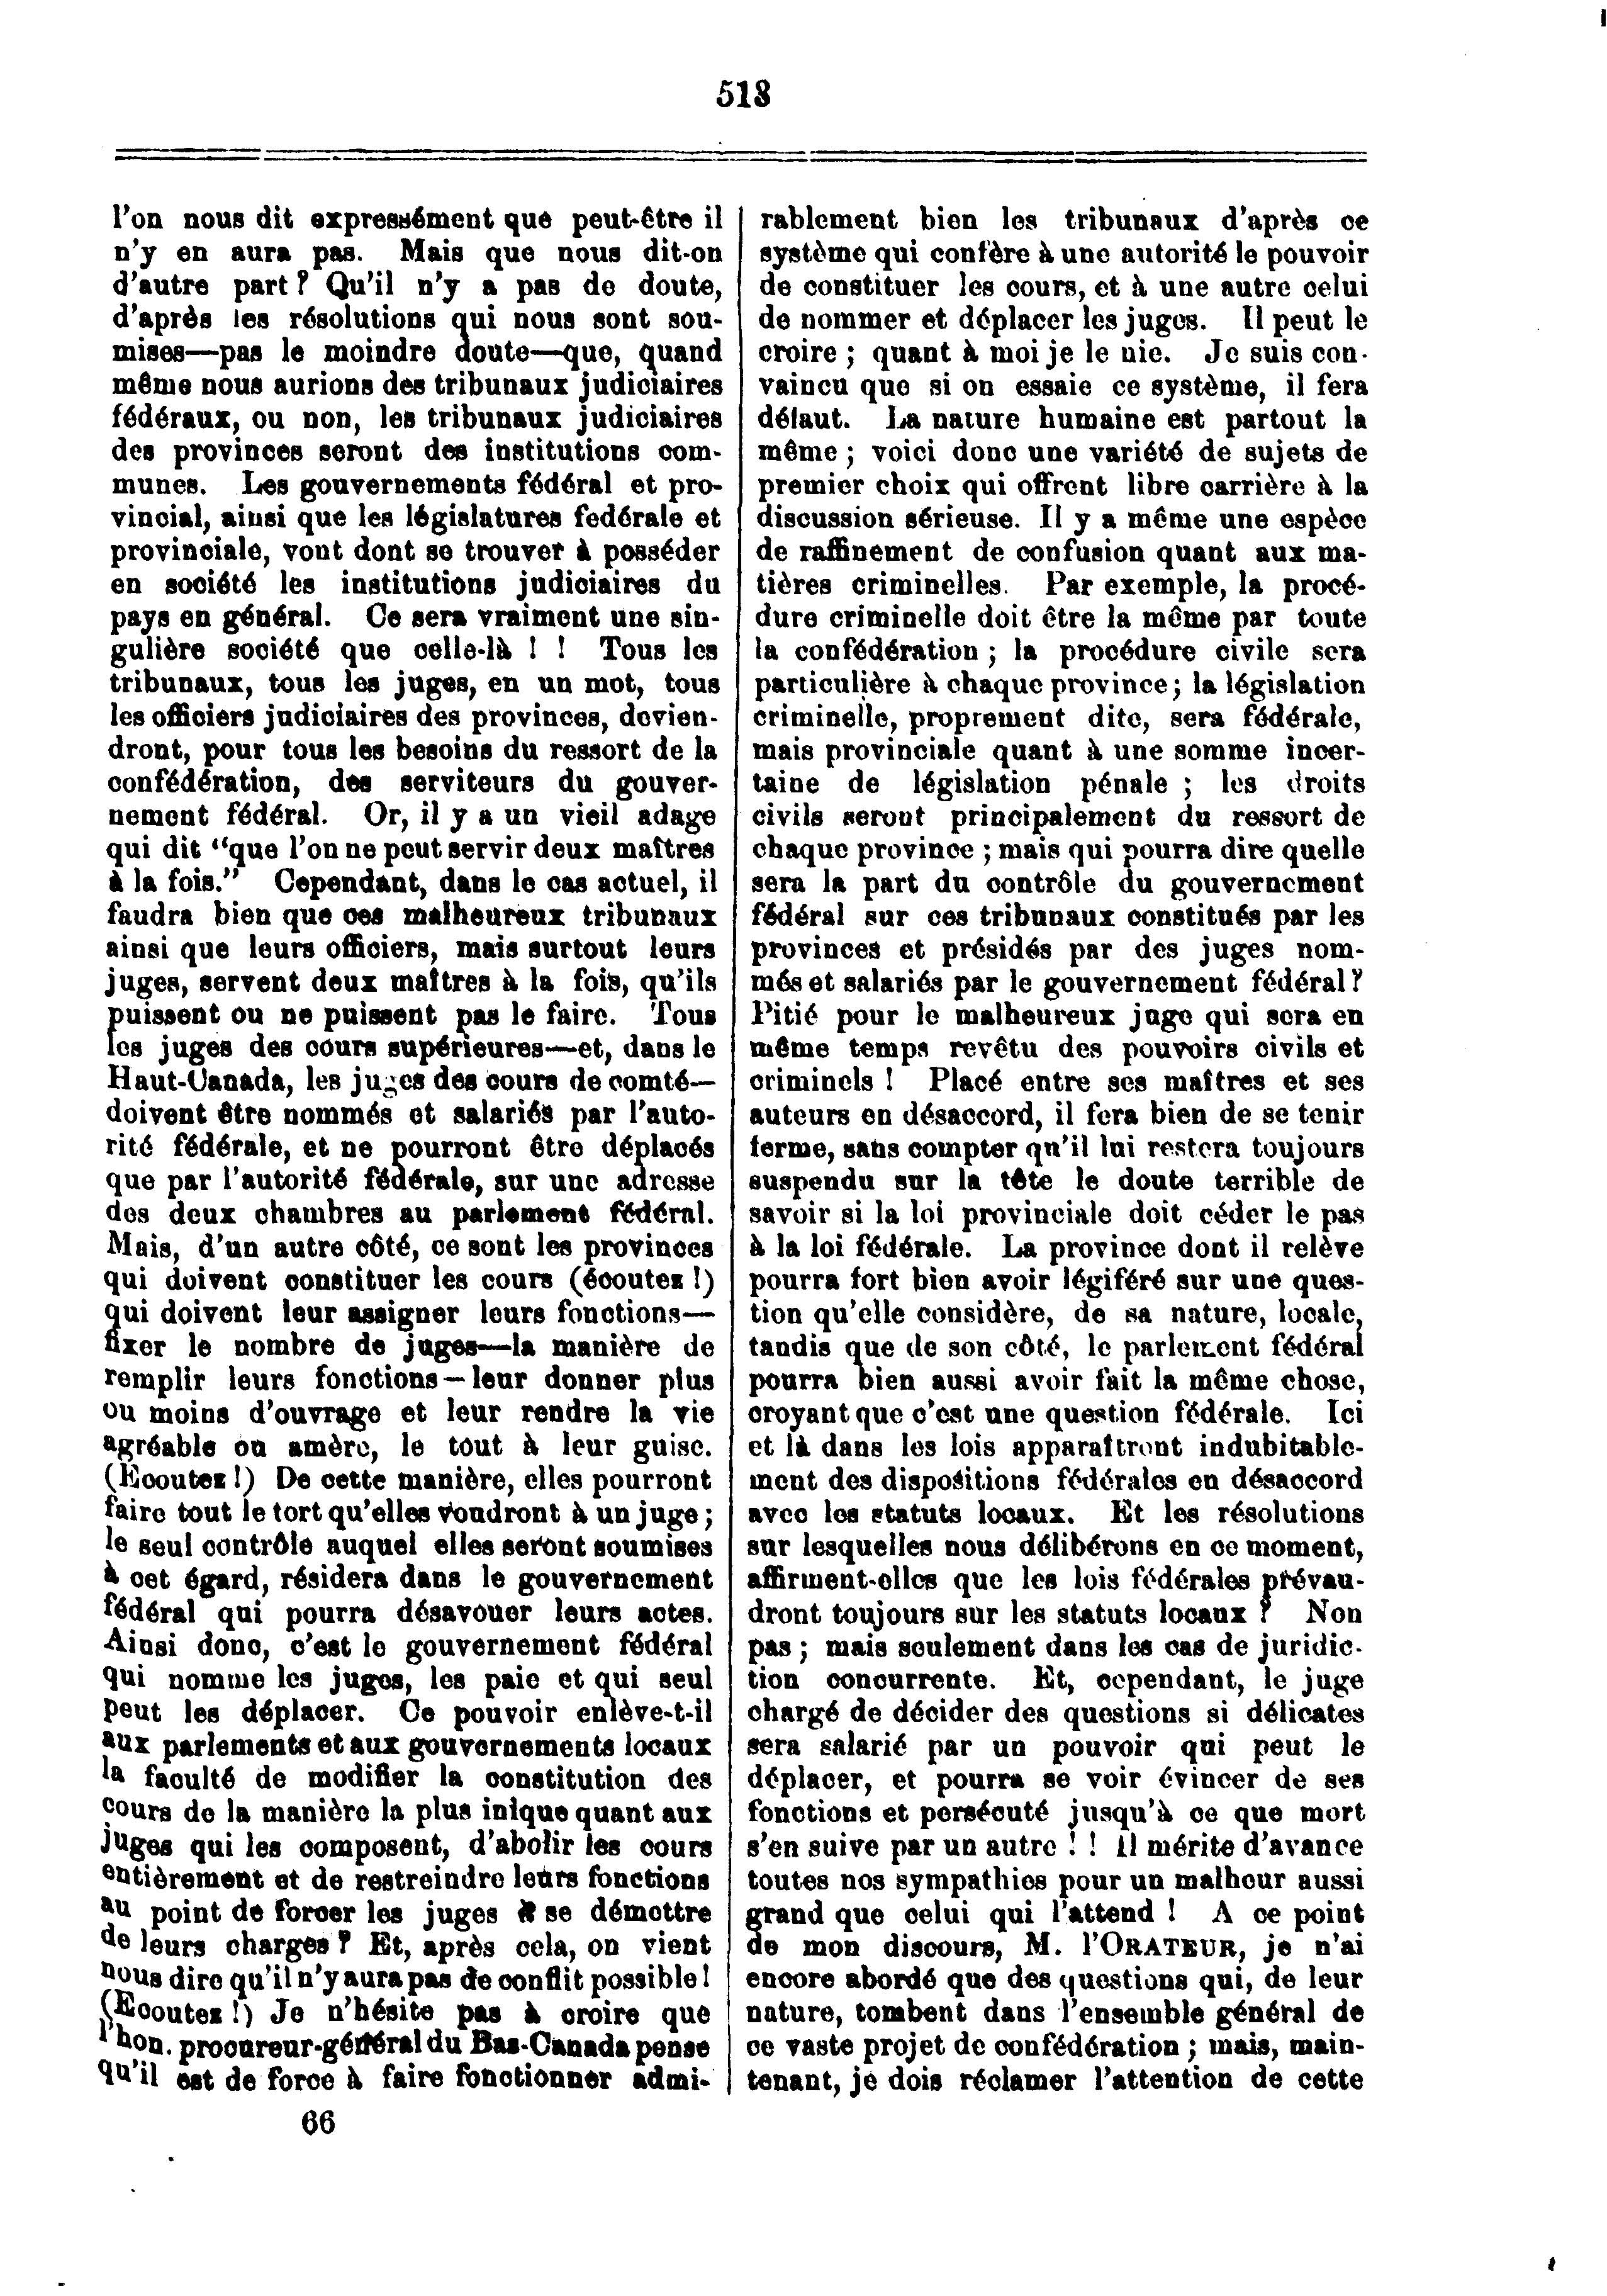 518
l'on nous dit expressément que peut-être il
n'y en aura pas. Mais que nous dit-on
d'autre part ? Qu'il n'y a pas de doute,
d'après les résolutions qui nous sont sou-
mises—pas le moindre doute—que, quand
même nous aurions des tribunaux judiciaires
fédéraux, ou non, les tribunaux judiciaires
des provinces seront des institutions com-
munes. Les gouvernements fédéral et pro-
vincial, ainsi que les législatures fedérale et
provinciale, vont dont se trouver à posséder
en société les institutions judiciaires du
pays en général. Ce sera vraiment une sin-
gulière société que celle-là ! ! Tous les
tribunaux, tous les juges, en un mot, tous
les officiers judiciaires des provinces, devien-
dront, pour tous les besoins du ressort de la
confédération, des serviteurs du gouver-
nement fédéral. Or, il y a un vieil adage
qui dit "que l'on ne peut servir deux maîtres
à la fois." Cependant, dans le cas actuel, il
faudra bien que ces malheureux tribunaux
ainsi que leurs officiers, mais surtout leurs
juges, servent deux maîtres à la fois, qu'ils
puissent ou ne puissent pas le faire. Tous
les juges des cours supérieures—et, dans le
Haut-Canada, les juges des cours de comté—
doivent être nommés et salariés par l'auto-
rité fédérale, et ne pourront être déplacés
que par l'autorité fédérale, sur une adresse
des deux chambres au parlement fédéral.
Mais, d'un autre côté, ce sont les provinces
qui doivent constituer les cours (écoutez !)
qui doivent leur assigner leurs fonctions—
fixer le nombre de juges—la manière de
remplir leurs fonctions—leur donner plus
ou moins d'ouvrage et leur rendre la vie
agréable ou amère, le tout à leur guise.
(Ecoutez !) De cette manière, elles pourront
faire tout le tort qu'elles voudront à un juge ;
le seul contrôle auquel elles seront soumises
à cet égard, résidera dans le gouvernement
fédéral qui pourra désavouer leurs actes.
Ainsi donc, c'est le gouvernement fédéral
qui nomme les juges, les paie et qui seul
peut les déplacer. Ce pouvoir enlève-t-il
aux parlements et aux gouvernements locaux
la faculté de modifier la constitution des
cours de la manière la plus inique quant aux
juges qui les composent, d'abolir les cours
entièrement et de restreindre leurs fonctions
au point de forcer les juges à se démettre
de leurs charges ? Et, après cela, on vient
nous dire qu'il n'y aura pas de conflit possible !
(Ecoutez !) Je n'hésite pas à croire que
l'hon. procureur-général du Bas-Canada pense
qu'il est de force à faire fonctionner admi-
66
rablement bien les tribunaux d'après ce
système qui confère à une autorité le pouvoir
de constituer les cours, et à une autre celui
de nommer et déplacer les juges. Il peut le
croire ; quant à moi je le nie. Je suis con-
vaincu que si on essaie ce système, il fera
défaut. La nature humaine est partout la
même ; voici donc une variété de sujets de
premier choix qui offrent libre carrière à la
discussion sérieuse. Il y a même une espèce
de raffinement de confusion quant aux ma-
tières criminelles. Par exemple, la procé-
dure criminelle doit être la même par toute
la confédération ; la procédure civile sera
particulière à chaque province ; la législation
criminelle, proprement dite, sera fédérale,
mais provinciale quant à une somme incer-
taine de législation pénale ; les droits
civils seront principalement du ressort de
chaque province ; mais qui pourra dire quelle
sera la part du contrôle du gouvernement
fédéral sur ces tribunaux constitués par les
provinces et présidés par des juges nom-
més et salariés par le gouvernement fédéral ?
Pitié pour le malheureux juge qui sera en
même temps revêtu des pouvoirs civils et
criminels ! Placé entre ses maîtres et ses
auteurs en désaccord, il fera bien de se tenir
ferme, sans compter qu'il lui restera toujours
suspendu sur la tête le doute terrible de
savoir si la loi provinciale doit céder le pas
à la loi fédérale. La province dont il relève
pourra fort bien avoir légiféré sur une ques-
tion qu'elle considère, de sa nature, locale,
tandis que de son côté, le parlement fédéral
pourra bien aussi avoir fait la même chose,
croyant que c'est une question fédérale. Ici
et là dans les lois apparaîtront indubitable-
ment des dispositions fédérales en désaccord
avec les statuts locaux. Et les résolutions
sur lesquelles nous délibérons en ce moment,
affirment-elles que les lois fédérales prévau-
dront toujours sur les statuts locaux ? Non
pas ; mais seulement dans les cas de juridic-
tion concurrente. Et, cependant, le juge
chargé de décider des questions si délicates
sera salarié par un pouvoir qui peut le
déplacer, et pourra se voir évincer de ses
fonctions et persécuté jusqu'à ce que mort
s'en suive par un autre ! ! Il mérite d'avance
toutes nos sympathies pour un malheur aussi
grand que celui qui l'attend ! A ce point
de mon discours, M. l'ORATEUR, je n'ai
encore abordé que des questions qui, de leur
nature, tombent dans l'ensemble général de
ce vaste projet de confédération ; mais, main-
tenant, je dois réclamer l'attention de cette